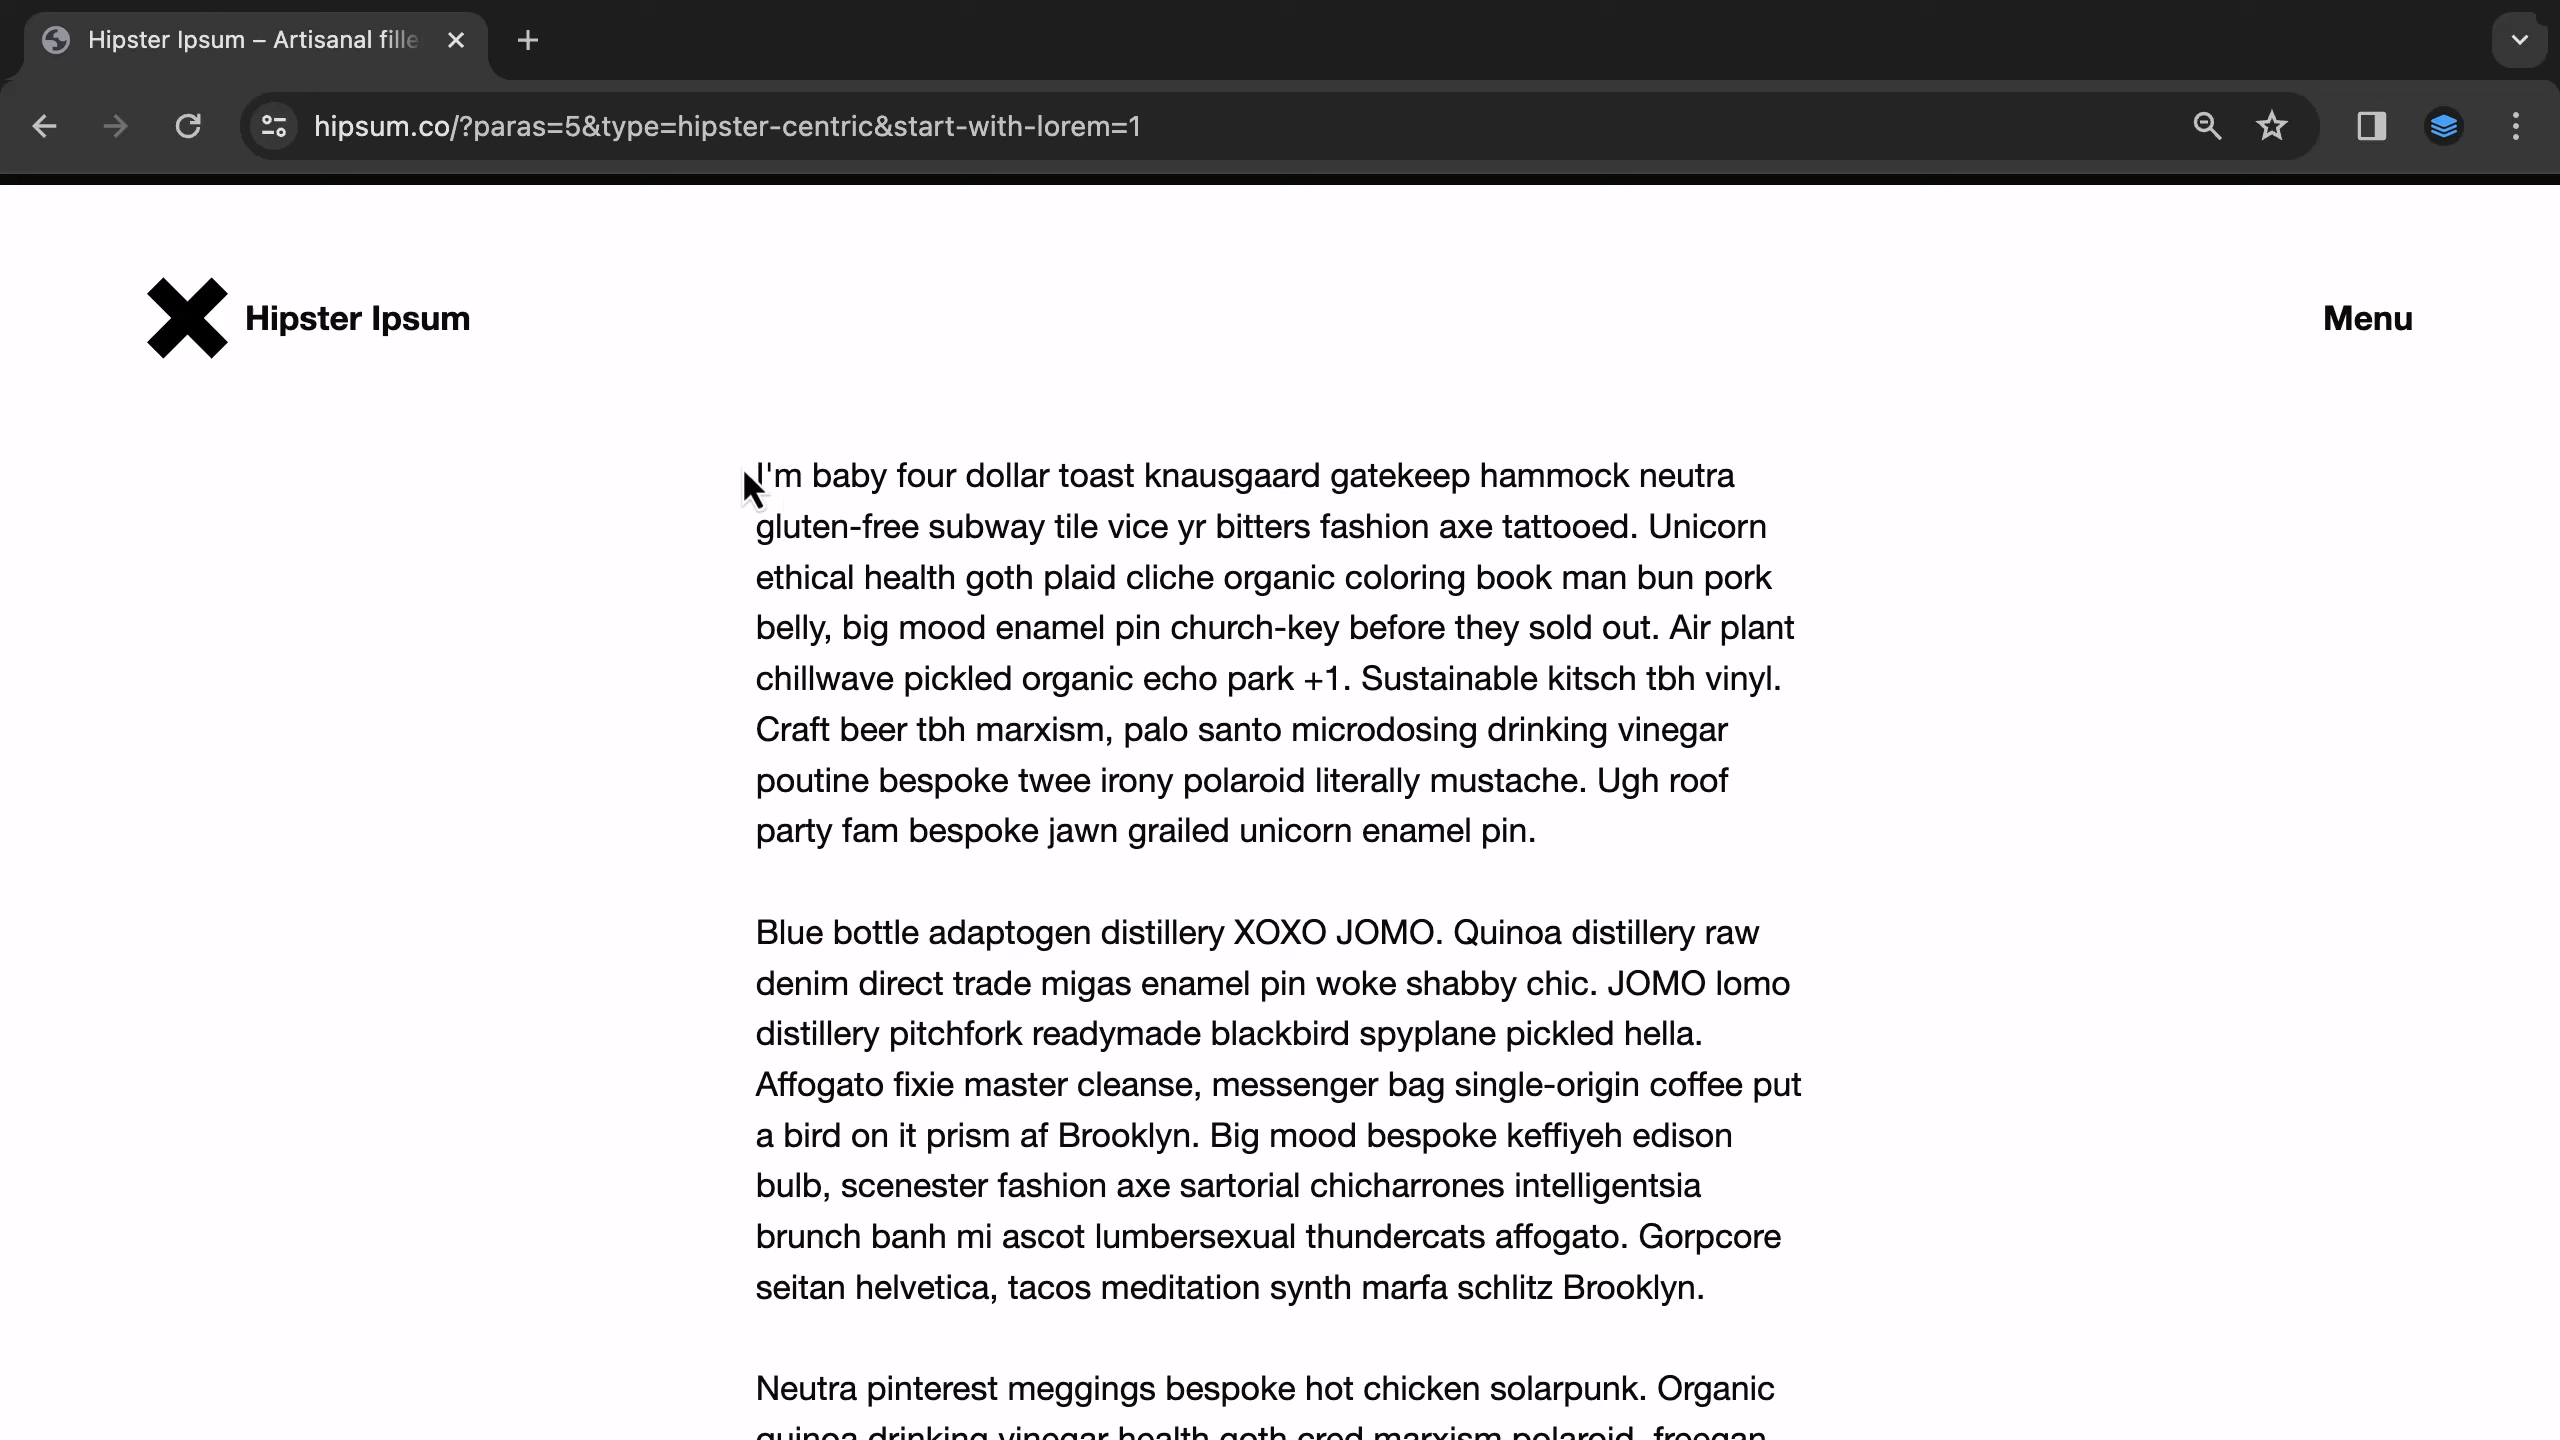 Hipster Ipsum – Artisanal fille
hipsum.co/?paras=5&type=hipster-centric&start-with-lorem=1
Hipster Ipsum
Menu
I'm baby four dollar toast knausgaard gatekeep hammock neutra
gluten-free subway tile vice yr bitters fashion axe tattooed. Unicorn
ethical health goth plaid cliche organic coloring book man bun pork
belly, big mood enamel pin church-key before they sold out. Air plant
chillwave pickled organic echo park +1. Sustainable kitsch tbh vinyl.
Craft beer tbh marxism, palo santo microdosing drinking vinegar
poutine bespoke twee irony polaroid literally mustache. Ugh roof
party fam bespoke jawn grailed unicorn enamel pin.
Blue bottle adaptogen distillery XOXO JOMO. Quinoa distillery raw
denim direct trade migas enamel pin woke shabby chic. JOMO lomo
distillery pitchfork readymade blackbird spyplane pickled hella.
Affogato fixie master cleanse, messenger bag single-origin coffee put
a bird on it prism af Brooklyn. Big mood bespoke keffiyeh edison
bulb, scenester fashion axe sartorial chicharrones intelligentsia
brunch banh mi ascot lumbersexual thundercats affogato. Gorpcore
seitan helvetica, tacos meditation synth marfa schlitz Brooklyn.
Neutra pinterest meggings bespoke hot chicken solarpunk. Organic
quinoa drinking vinegar health goth cred marxism polaroid, freegan